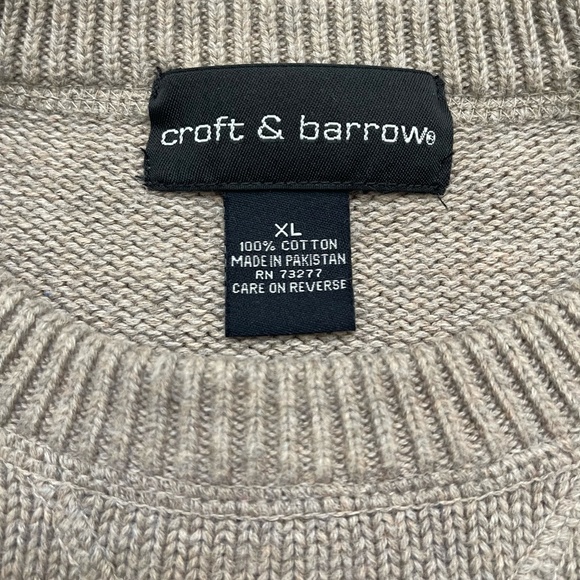 croft & barrow®
XL
100% COTTON
MADE IN PAKISTAN
RN 73277
CARE ON REVERSE